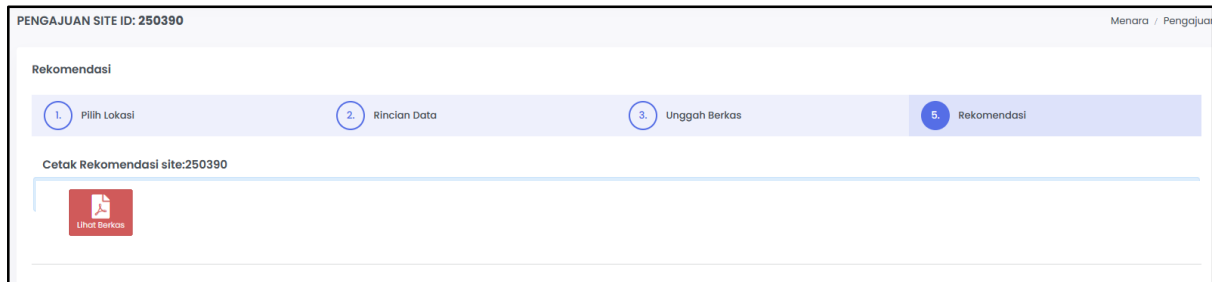 PENGAJUAN SITE ID: 250390
Menara / Pengajuan
Rekomendasi
1. Pilih Lokasi
2. Rincian Data
3. Unggah Berkas
5. Rekomendasi
Cetak Rekomendasi site:250390
Lihat Berkas